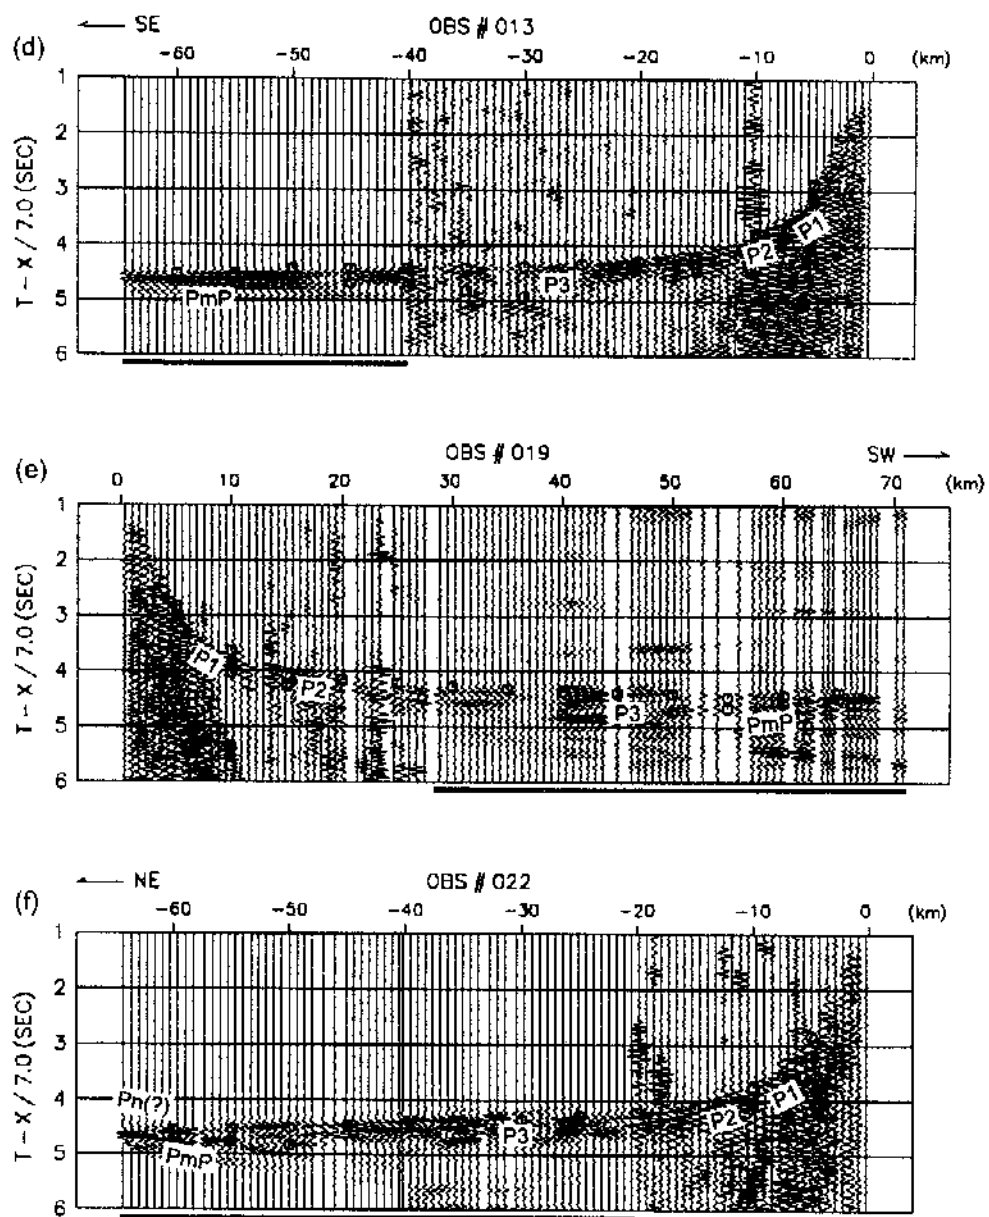 (d) ← SE OBS # 013
-60 -50 -40 -30 -20 -10 0 (km)
T - X / 7.0 (SEC)
1
2
3
4
5
6
P1
P2
P3
PmP
(e) OBS # 019 SW →
0 10 20 30 40 50 60 70 (km)
T - X / 7.0 (SEC)
1
2
3
4
5
6
P1
P2
P3
PmP
(f) ← NE OBS # 022
-60 -50 -40 -30 -20 -10 0 (km)
T - X / 7.0 (SEC)
1
2
3
4
5
6
P1
P2
Pn(?)
P3
PmP